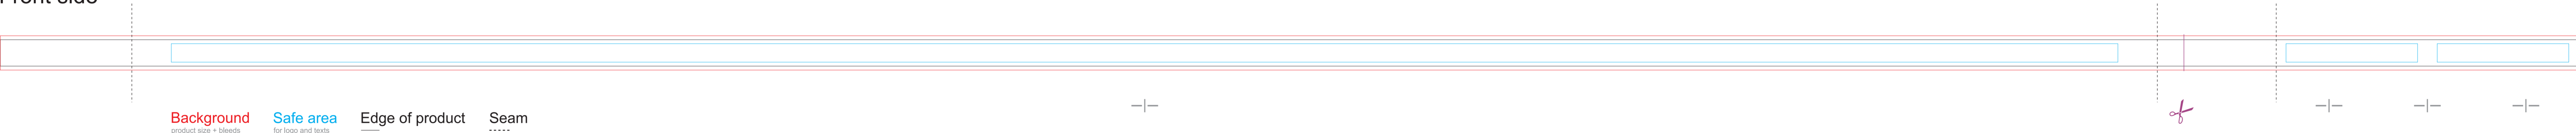 Front side
Background Safe area Edge of product Seam
product size + bleeds for logo and texts